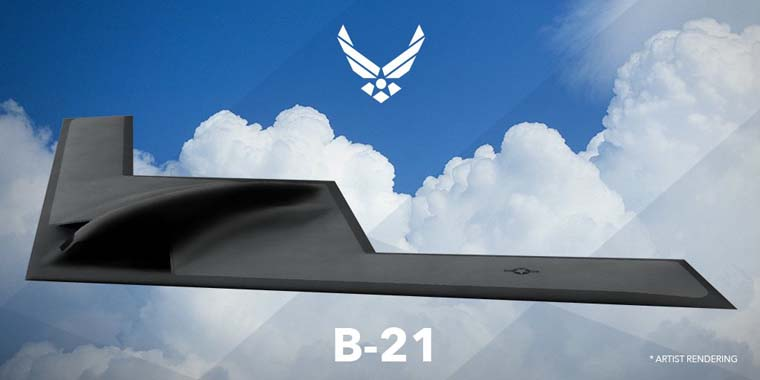 B-21
* ARTIST RENDERING